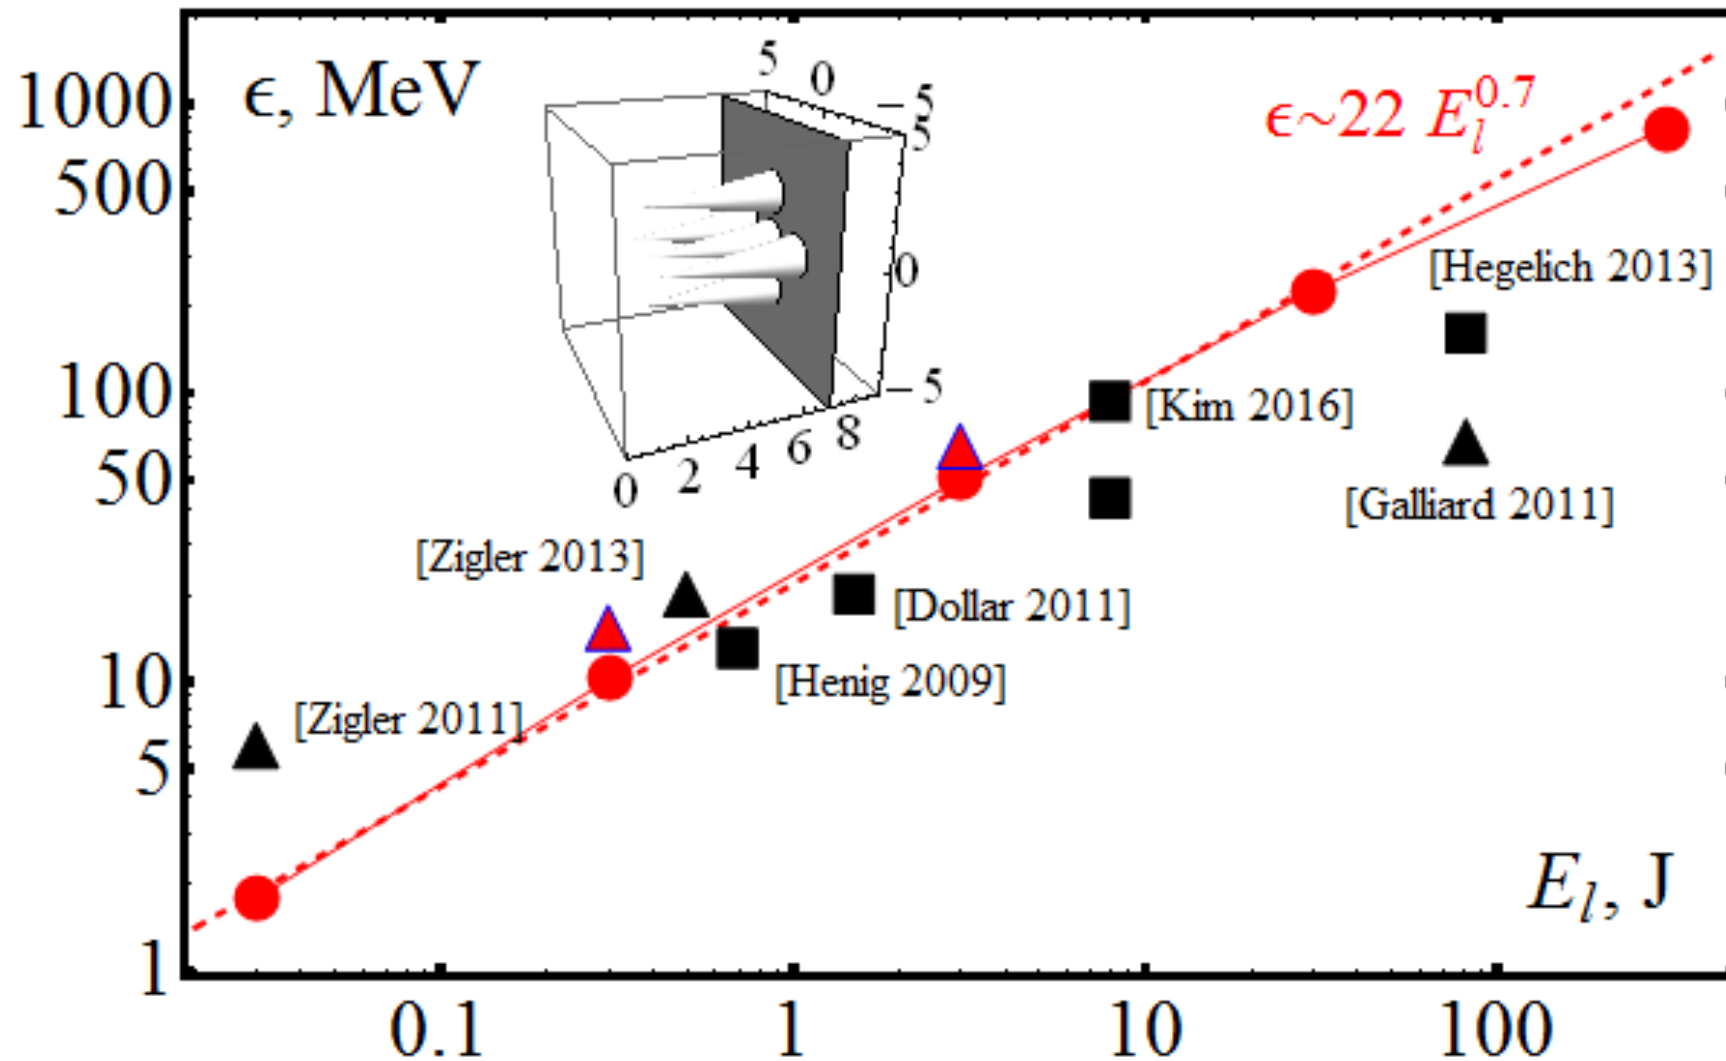 ϵ, MeV
1000
500
100
50
10
5
1
0.1
1
10
100
E_l, J
ϵ~22 E_l^0.7
5
0
−5
5
0
−5
0
2
4
6
8
[Hegelich 2013]
[Kim 2016]
[Galliard 2011]
[Zigler 2013]
[Dollar 2011]
[Henig 2009]
[Zigler 2011]